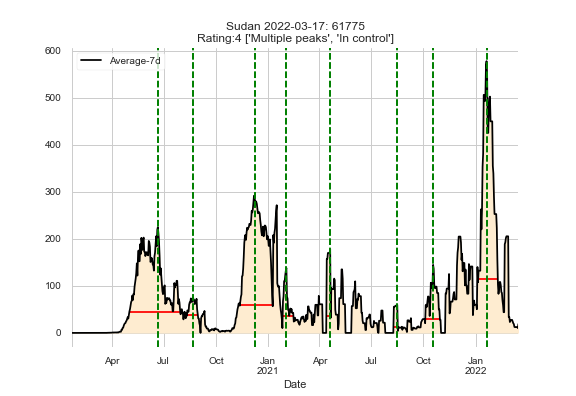 Sudan 2022-03-17: 61775
Rating:4 ['Multiple peaks', 'In control']
600
Average-7d
500
400
300
200
100
0
Apr Jul Oct Jan Apr Jul Oct Jan
2021 2022
Date